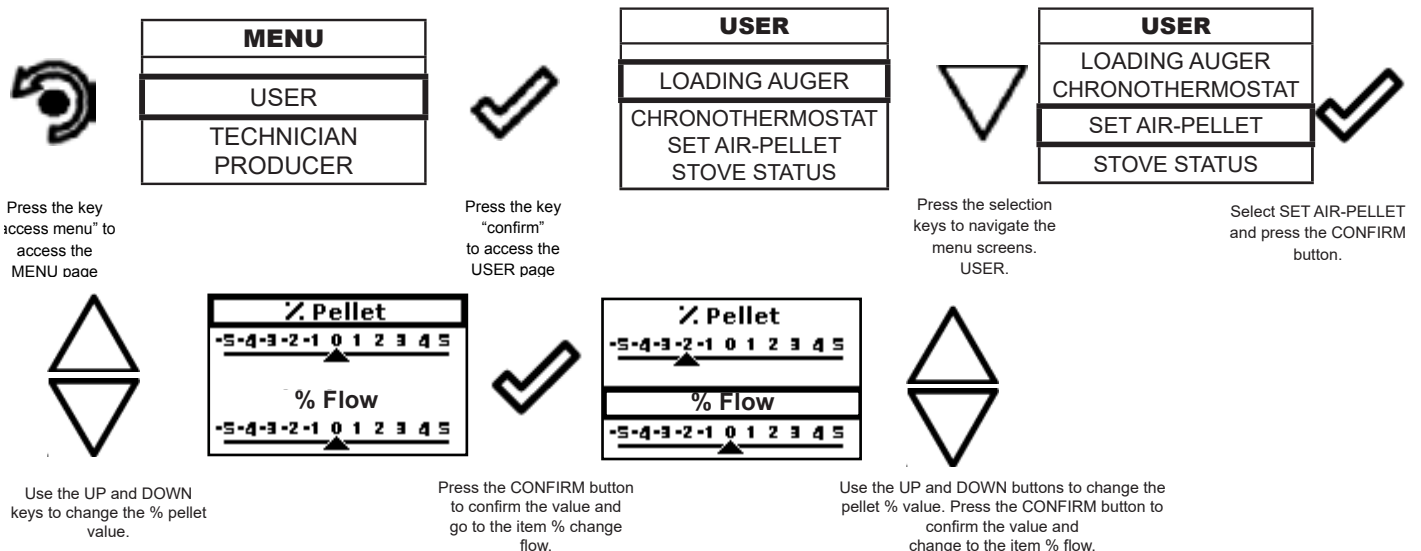 MENU
USER
TECHNICIAN
PRODUCER
USER
LOADING AUGER
CHRONOTHERMOSTAT
SET AIR-PELLET
STOVE STATUS
USER
LOADING AUGER
CHRONOTHERMOSTAT
SET AIR-PELLET
STOVE STATUS
Press the key
access menu” to
access the
MENU page
Press the key
“confirm”
to access the
USER page
Press the selection
keys to navigate the
menu screens.
USER.
Select SET AIR-PELLET
and press the CONFIRM
button.
% Pellet
-5-4-3-2-1 0 1 2 3 4 5
% Flow
-5-4-3-2-1 0 1 2 3 4 5
% Pellet
-5-4-3-2-1 0 1 2 3 4 5
% Flow
-5-4-3-2-1 0 1 2 3 4 5
Use the UP and DOWN
keys to change the % pellet
value.
Press the CONFIRM button
to confirm the value and
go to the item % change
flow.
Use the UP and DOWN buttons to change the
pellet % value. Press the CONFIRM button to
confirm the value and
change to the item % flow.